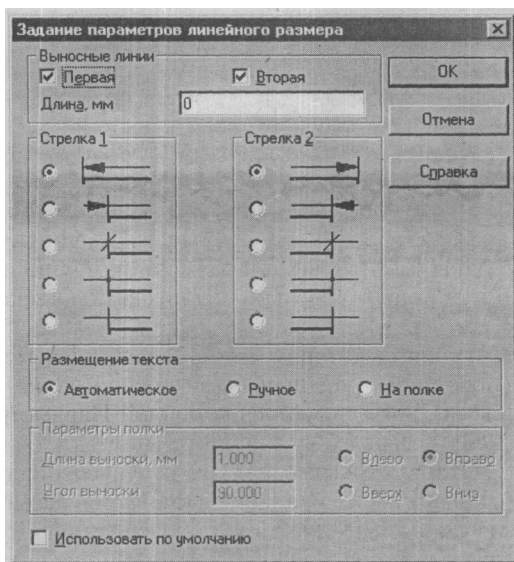 Задание параметров линейного размера
Выносные линии
Первая
Вторая
OK
Длина, мм
0
Отмена
Стрелка 1
Стрелка 2
Справка
Размещение текста
Автоматическое
Ручное
На полке
Параметры полки
Длина выноски, мм
1,000
Влево
Вправо
Угол выноски
90.000
Вверх
Вниз
Использовать по умолчанию